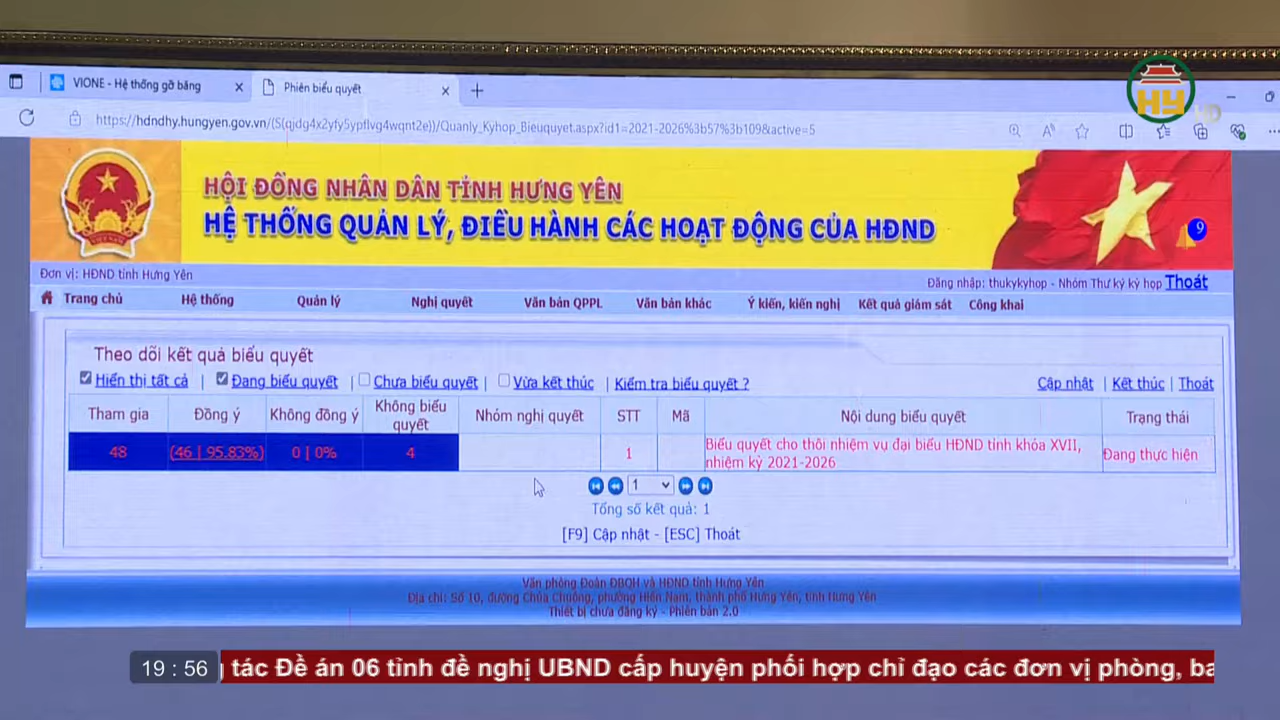 VIONE - Hệ thống gỡ băng
Phiên biểu quyết
https://hdndhy.hungyen.gov.vn/(S(qjdg4x2yfy5ypflvg4wqnt2e))/Quanly_Kyhop_Bieuquyet.aspx?id1=2021-2026%3b57%3b109&active=5
HY HD
HỘI ĐỒNG NHÂN DÂN TỈNH HƯNG YÊN
HỆ THỐNG QUẢN LÝ, ĐIỀU HÀNH CÁC HOẠT ĐỘNG CỦA HĐND
VIỆT NAM
9
Đơn vị: HĐND tỉnh Hưng Yên
Đăng nhập: thukykyhop - Nhóm Thư ký kỳ họp Thoát
Trang chủ Hệ thống Quản lý Nghị quyết Văn bản QPPL Văn bản khác Ý kiến, kiến nghị Kết quả giám sát Công khai
Theo dõi kết quả biểu quyết
Hiển thị tất cả | Đang biểu quyết | Chưa biểu quyết | Vừa kết thúc | Kiểm tra biểu quyết ? Cập nhật | Kết thúc | Thoát
Tham gia Đồng ý Không đồng ý Không biểu quyết Nhóm nghị quyết STT Mã Nội dung biểu quyết Trạng thái
48 (46 | 95.83%) 0 | 0% 4 1 Biểu quyết cho thôi nhiệm vụ đại biểu HĐND tỉnh khóa XVII, nhiệm kỳ 2021-2026 Đang thực hiện
1
Tổng số kết quả: 1
[F9] Cập nhật - [ESC] Thoát
Văn phòng Đoàn ĐBQH và HĐND tỉnh Hưng Yên
Địa chỉ: Số 10, đường Chùa Chuông, phường Hiến Nam, thành phố Hưng Yên, tỉnh Hưng Yên
Thiết bị chưa đăng ký - Phiên bản 2.0
19 : 56
tác Đề án 06 tỉnh đề nghị UBND cấp huyện phối hợp chỉ đạo các đơn vị phòng, ba